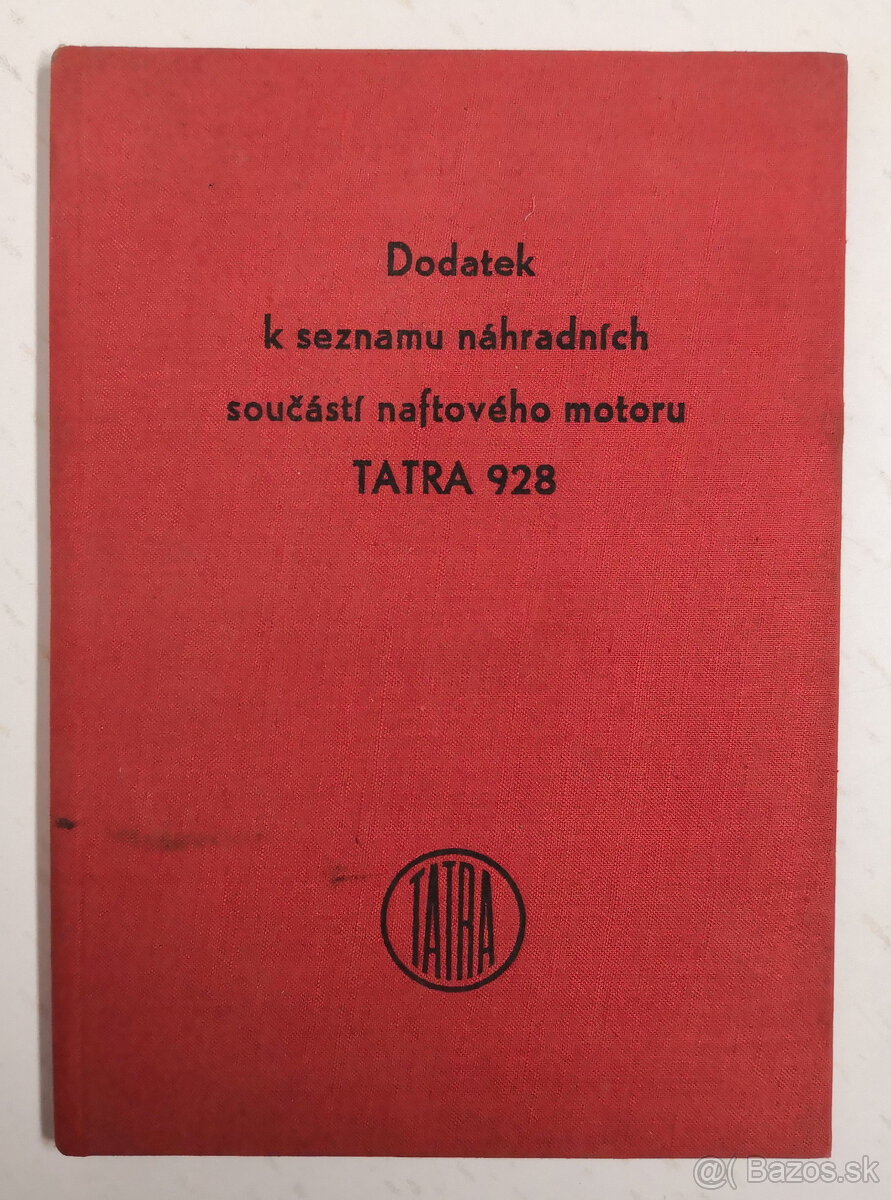 Dodatek
k seznamu náhradních
součástí naftového motoru
TATRA 928
TATRA
@( Bazos.sk